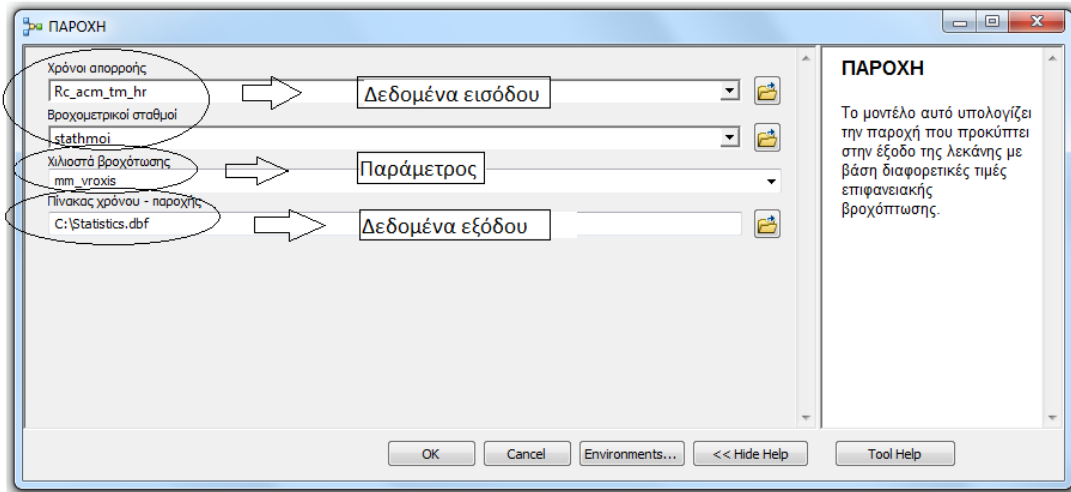 ΠΑΡΟΧΗ
Χρόνοι απορροής
Rc_acm_tm_hr
Δεδομένα εισόδου
Βροχομετρικοί σταθμοί
stathmoi
Χιλιοστά βροχότωσης
mm_vroxis
Παράμετρος
Πίνακας χρόνου - παροχής
C:\Statistics.dbf
Δεδομένα εξόδου
ΠΑΡΟΧΗ
Το μοντέλο αυτό υπολογίζει
την παροχή που προκύπτει
στην έξοδο της λεκάνης με
βάση διαφορετικές τιμές
επιφανειακής
βροχόπτωσης.
OK
Cancel
Environments...
<< Hide Help
Tool Help